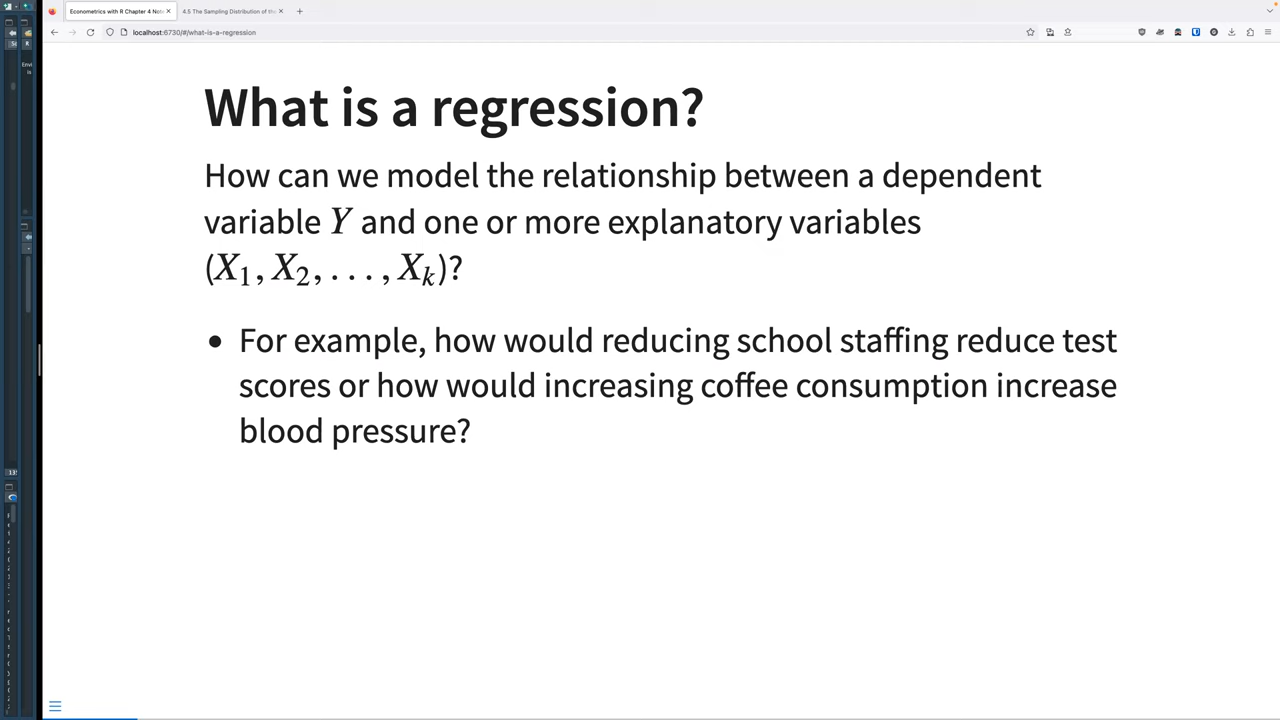 Econometrics with R Chapter 4 Not
4.5 The Sampling Distribution of th
localhost:6730/#/what-is-a-regression
Envi
What is a regression?
How can we model the relationship between a dependent
variable Y and one or more explanatory variables
(X1, X2, . . . , Xk)?
• For example, how would reducing school staffing reduce test
scores or how would increasing coffee consumption increase
blood pressure?